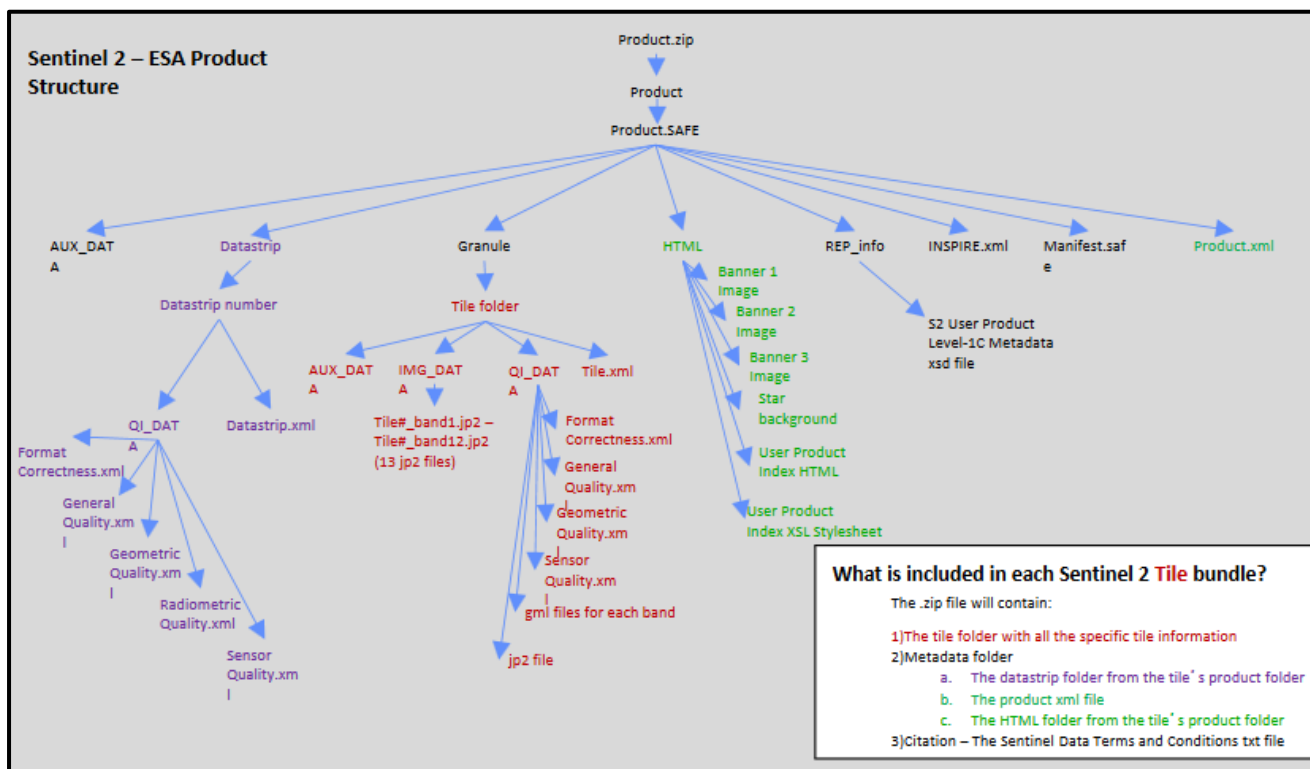 Sentinel 2 – ESA Product
Structure
Product.zip
Product
Product.SAFE
AUX_DAT
A
Datastrip
Granule
HTML
REP_info
INSPIRE.xml
Manifest.saf
e
Product.xml
Datastrip number
QI_DAT
A
Datastrip.xml
Format
Correctness.xml
General
Quality.xm
l
Geometric
Quality.xm
l
Radiometric
Quality.xml
Sensor
Quality.xm
l
Tile folder
AUX_DAT
A
IMG_DAT
A
QI_DAT
A
Tile.xml
Tile#_band1.jp2 –
Tile#_band12.jp2
(13 jp2 files)
Format
Correctness.xml
General
Quality.xm
l
Geometric
Quality.xm
l
Sensor
Quality.xm
l
gml files for each band
jp2 file
Banner 1
Image
Banner 2
Image
Banner 3
Image
Star
background
User Product
Index HTML
User Product
Index XSL Stylesheet
S2 User Product
Level-1C Metadata
xsd file
What is included in each Sentinel 2 Tile bundle?
The .zip file will contain:
1)The tile folder with all the specific tile information
2)Metadata folder
a. The datastrip folder from the tile's product folder
b. The product xml file
c. The HTML folder from the tile's product folder
3)Citation – The Sentinel Data Terms and Conditions txt file